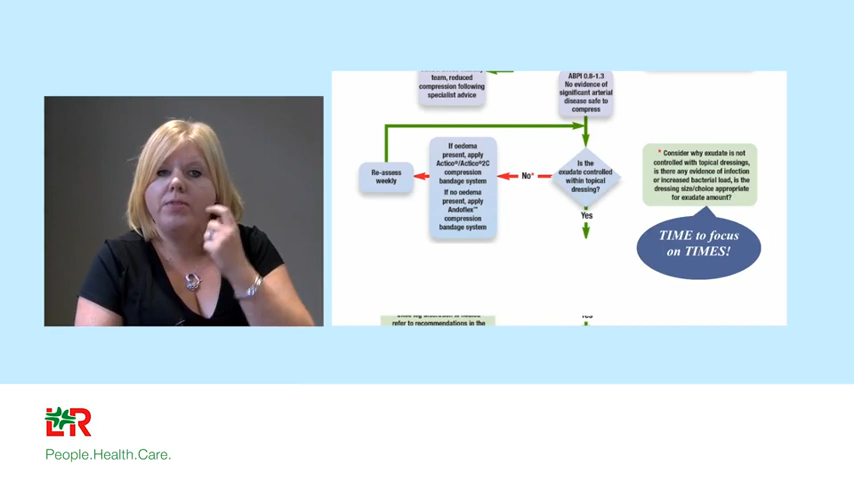 team, reduced
compression following
specialist advice
ABPI 0.8-1.3
No evidence of
significant arterial
disease safe to
compress
If oedema
present, apply
Actico®/Actico®2C
compression
bandage system
If no oedema
present, apply
Andoflex™
compression
bandage system
Re-assess
weekly
No*
Is the
exudate controlled
within topical
dressing?
Yes
* Consider why exudate is not
controlled with topical dressings,
is there any evidence of infection
or increased bacterial load, is the
dressing size/choice appropriate
for exudate amount?
TIME to focus
on TIMES!
refer to recommendations in the
L&R
People.Health.Care.